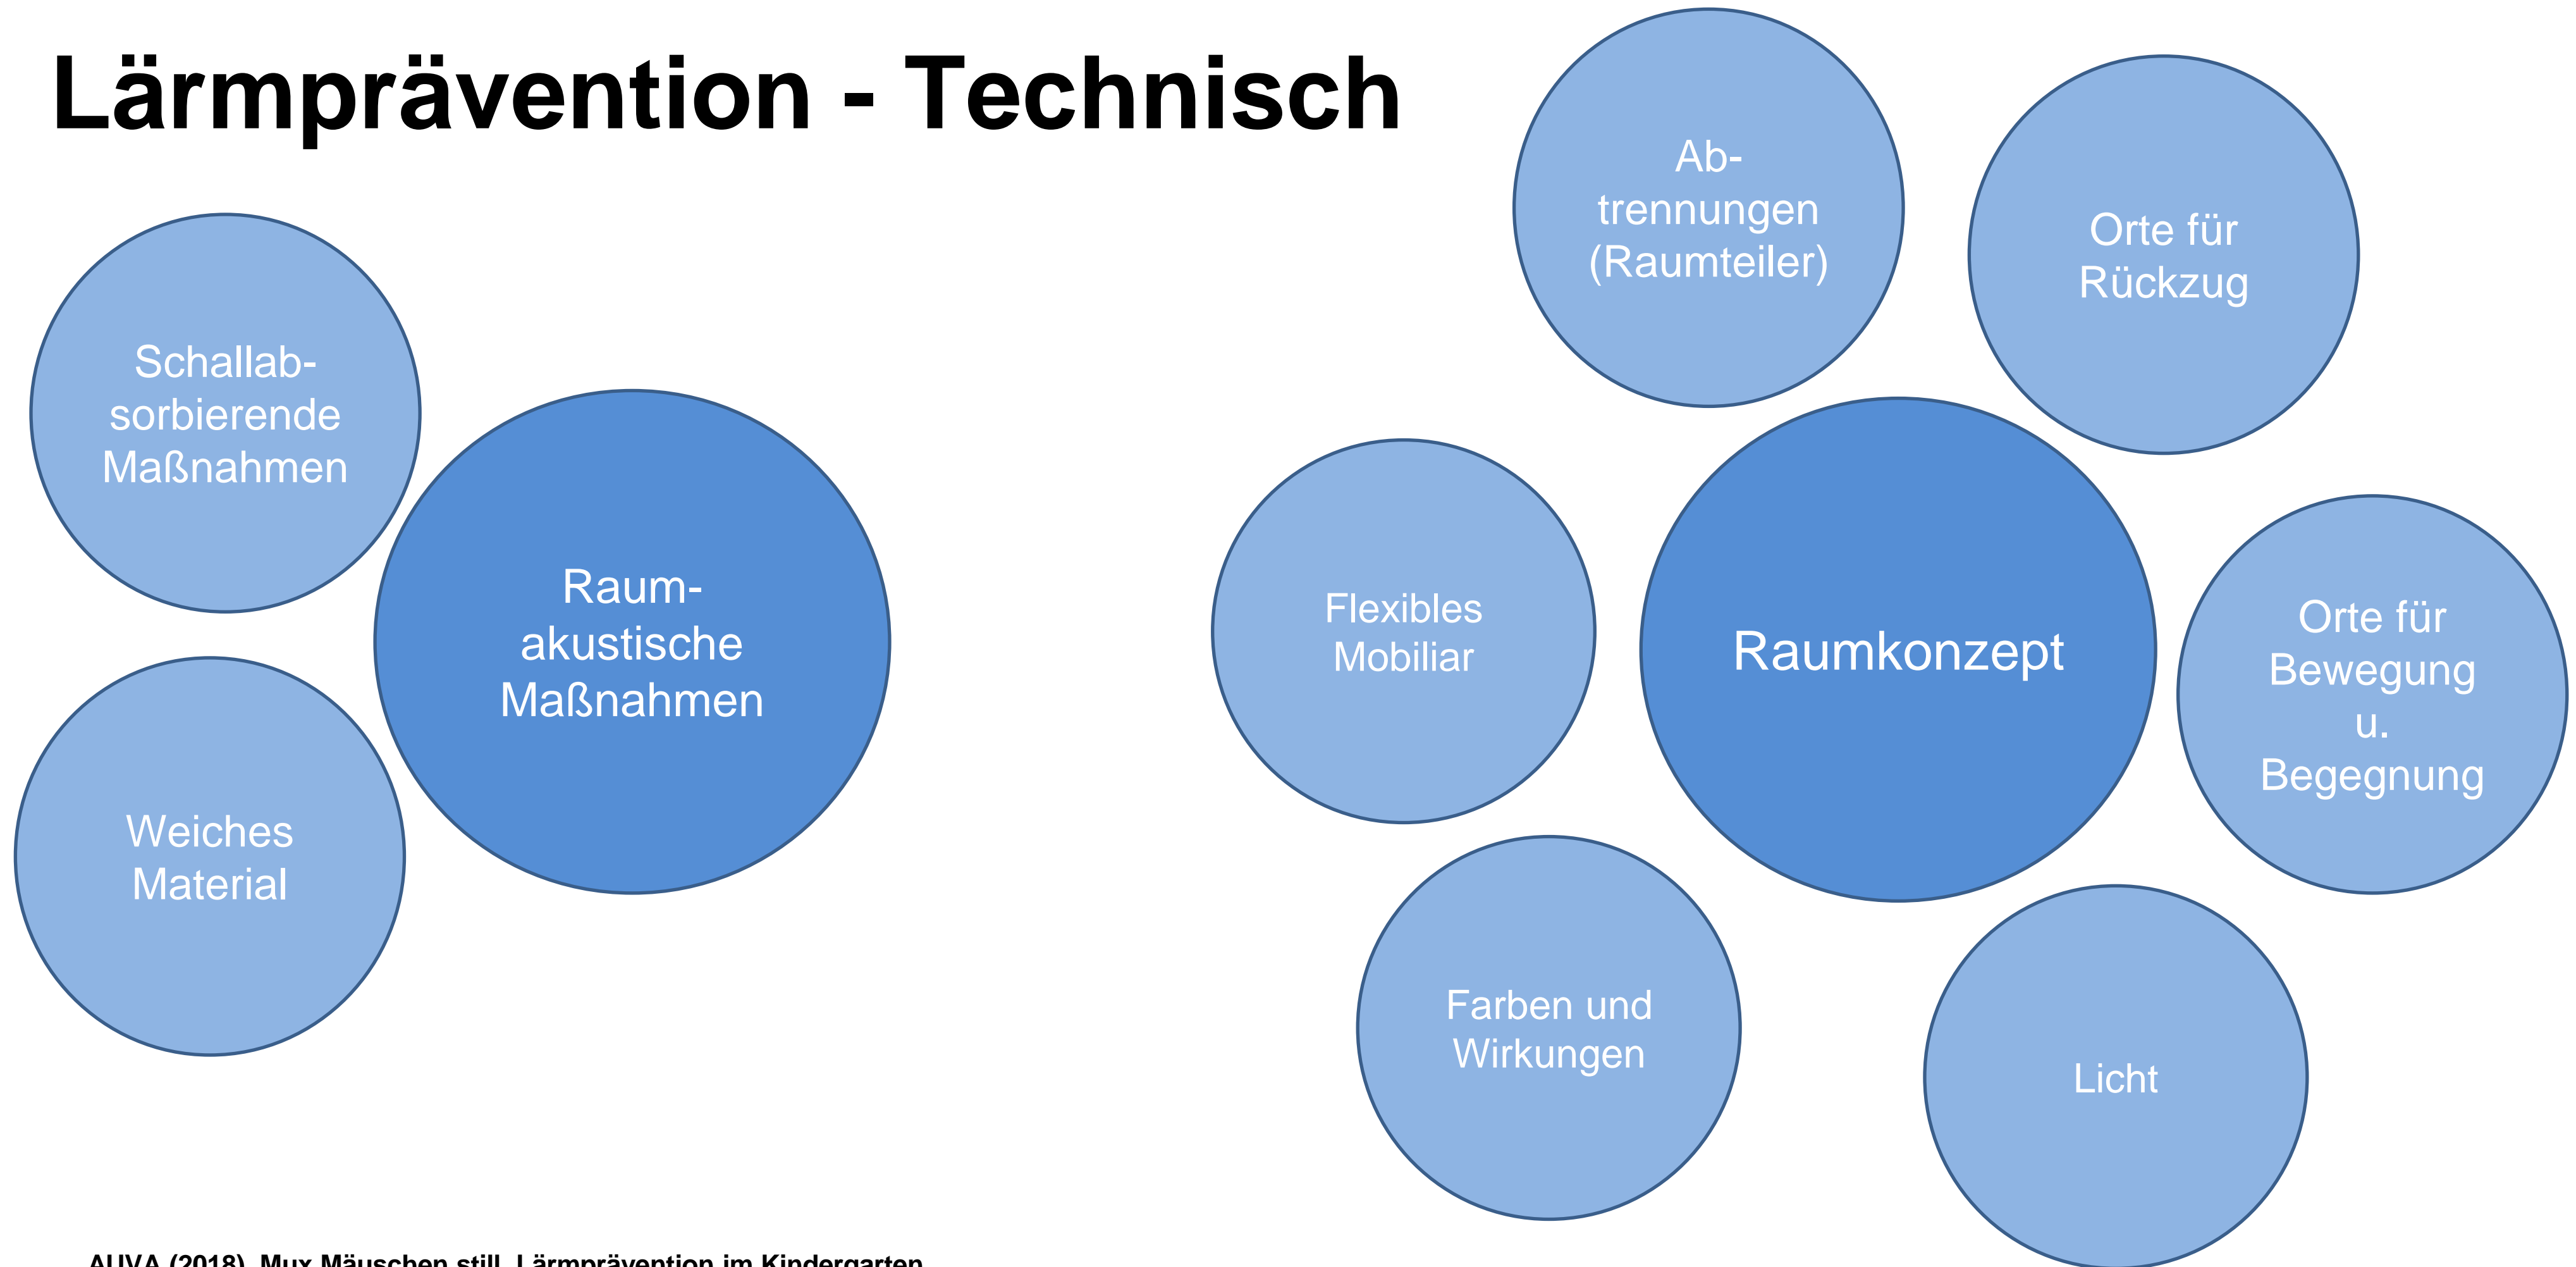 Lärmprävention - Technisch
Schallab-
sorbierende
Maßnahmen
Raum-
akustische
Maßnahmen
Weiches
Material
Ab-
trennungen
(Raumteiler)
Orte für
Rückzug
Flexibles
Mobiliar
Raumkonzept
Orte für
Bewegung
u.
Begegnung
Farben und
Wirkungen
Licht
AUVA (2018). Mux Mäuschen still. Lärmprävention im Kindergarten